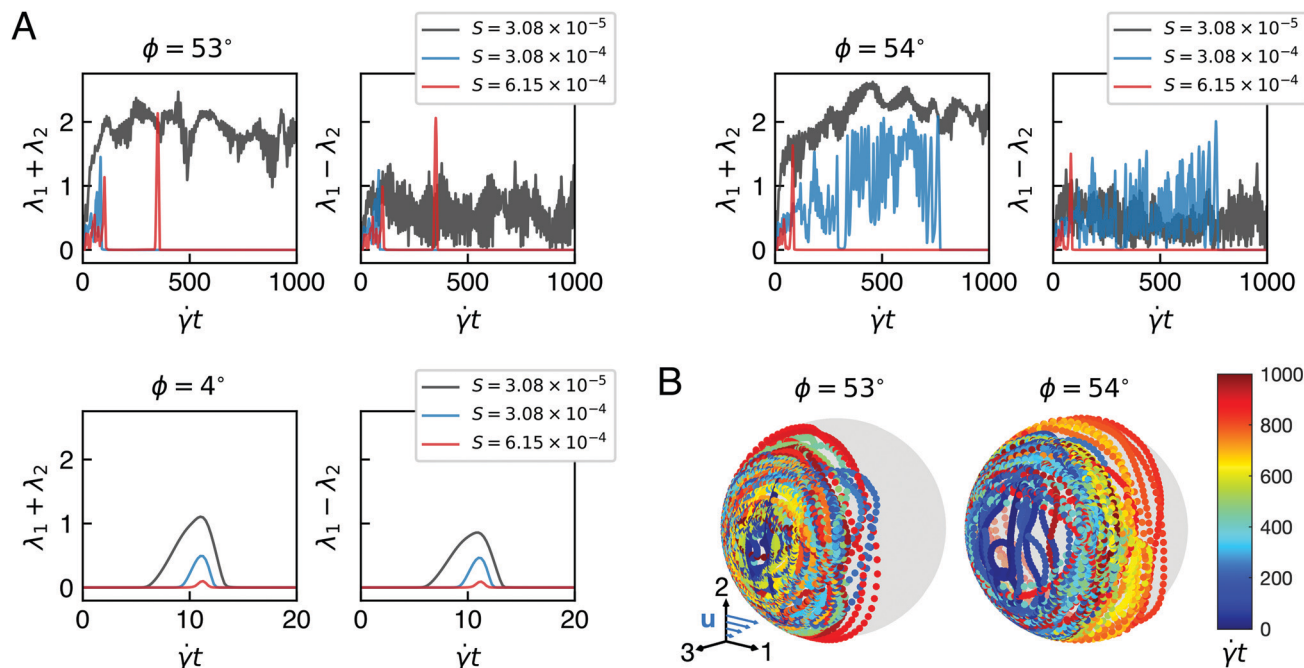 A
ϕ = 53°
S = 3.08 × 10⁻⁵
S = 3.08 × 10⁻⁴
S = 6.15 × 10⁻⁴
λ₁ + λ₂
2
1
0
0 500 1000
γ̇t
λ₁ − λ₂
0 500 1000
γ̇t
ϕ = 54°
S = 3.08 × 10⁻⁵
S = 3.08 × 10⁻⁴
S = 6.15 × 10⁻⁴
λ₁ + λ₂
2
1
0
0 500 1000
γ̇t
λ₁ − λ₂
0 500 1000
γ̇t
ϕ = 4°
S = 3.08 × 10⁻⁵
S = 3.08 × 10⁻⁴
S = 6.15 × 10⁻⁴
λ₁ + λ₂
2
1
0
0 10 20
γ̇t
λ₁ − λ₂
0 10 20
γ̇t
B
ϕ = 53°
ϕ = 54°
2
u
3 1
1000
800
600
400
200
0
γ̇t